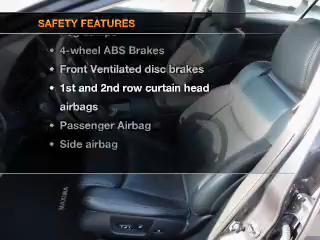 SAFETY FEATURES
• 4-wheel ABS Brakes
• Front Ventilated disc brakes
• 1st and 2nd row curtain head
airbags
• Passenger Airbag
• Side airbag
MAXIMA